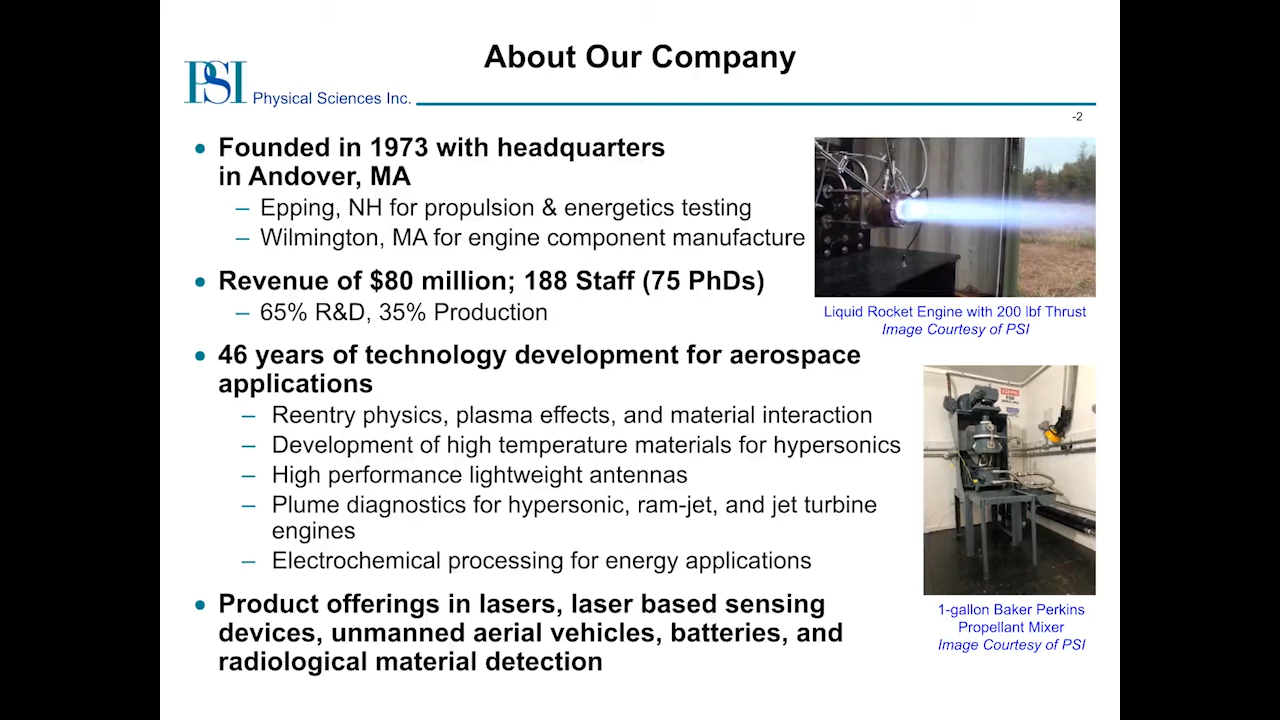 About Our Company
PSI Physical Sciences Inc.
-2
• Founded in 1973 with headquarters
in Andover, MA
– Epping, NH for propulsion & energetics testing
– Wilmington, MA for engine component manufacture
• Revenue of $80 million; 188 Staff (75 PhDs)
– 65% R&D, 35% Production
• 46 years of technology development for aerospace
applications
– Reentry physics, plasma effects, and material interaction
– Development of high temperature materials for hypersonics
– High performance lightweight antennas
– Plume diagnostics for hypersonic, ram-jet, and jet turbine
engines
– Electrochemical processing for energy applications
• Product offerings in lasers, laser based sensing
devices, unmanned aerial vehicles, batteries, and
radiological material detection
Liquid Rocket Engine with 200 lbf Thrust
Image Courtesy of PSI
1-gallon Baker Perkins
Propellant Mixer
Image Courtesy of PSI